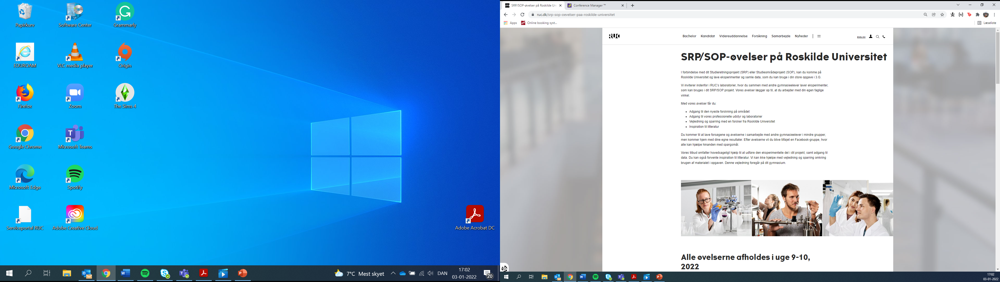 Papirkurv
Software Center
Grammarly
EDUROAM
VLC media player
Origin
Firefox
Zoom
The Sims 4
Google Chrome
Microsoft Teams
Microsoft Edge
Spotify
Serviceportal RUC
Adobe Creative Cloud
Adobe Acrobat DC
7°C Mest skyet
DAN
17:02
03-01-2022
20
SRP/SOP-øvelser på Roskilde Un
Conference Manager ™
ruc.dk/srp-sop-oevelser-paa-roskilde-universitet
Apps
Online booking syst...
Læseliste
RUC
Bachelor
Kandidat
Videreuddannelse
Forskning
Samarbejde
Nyheder
ENGLISH
SRP/SOP-øvelser på Roskilde Universitet
I forbindelse med dit Studieretningsprojekt (SRP) eller Studieområdeprojekt (SOP), kan du komme på
Roskilde Universitet og lave eksperimenter og samle data, som du kan bruge i din store opgave i 3.G.
Vi inviterer indenfor i RUC's laboratorier, hvor du sammen med andre gymnasieelever laver eksperimenter,
som kan bruges i dit SRP/SOP projekt. Vores øvelser lægger op til, at du arbejder med din egen faglige
vinkel.
Med vores øvelser får du:
• Adgang til den nyeste forskning på området
• Adgang til vores professionelle udstyr og laboratorier
• Vejledning og sparring med en forsker fra Roskilde Universitet
• Inspiration til litteratur
Du kommer til at lave forsøgene og øvelserne i samarbejde med andre gymnasieelever i mindre grupper,
men kommer hjem med dine egne resultater. Efter øvelserne vil du blive tilføjet en Facebook-gruppe, hvor
alle kan hjælpe hinanden med spørgsmål.
Vores tilbud omfatter hovedsageligt hjælp til at udføre den eksperimentelle del i dit projekt, samt adgang til
data. Du kan også forvente inspiration til litteratur. Vi kan ikke hjælpe med vejledning og sparring omkring
brugen af materialet i opgaven. Denne vejledning foregår på dit gymnasium.
Alle øvelserne afholdes i uge 9-10,
2022
17:02
03-01-202